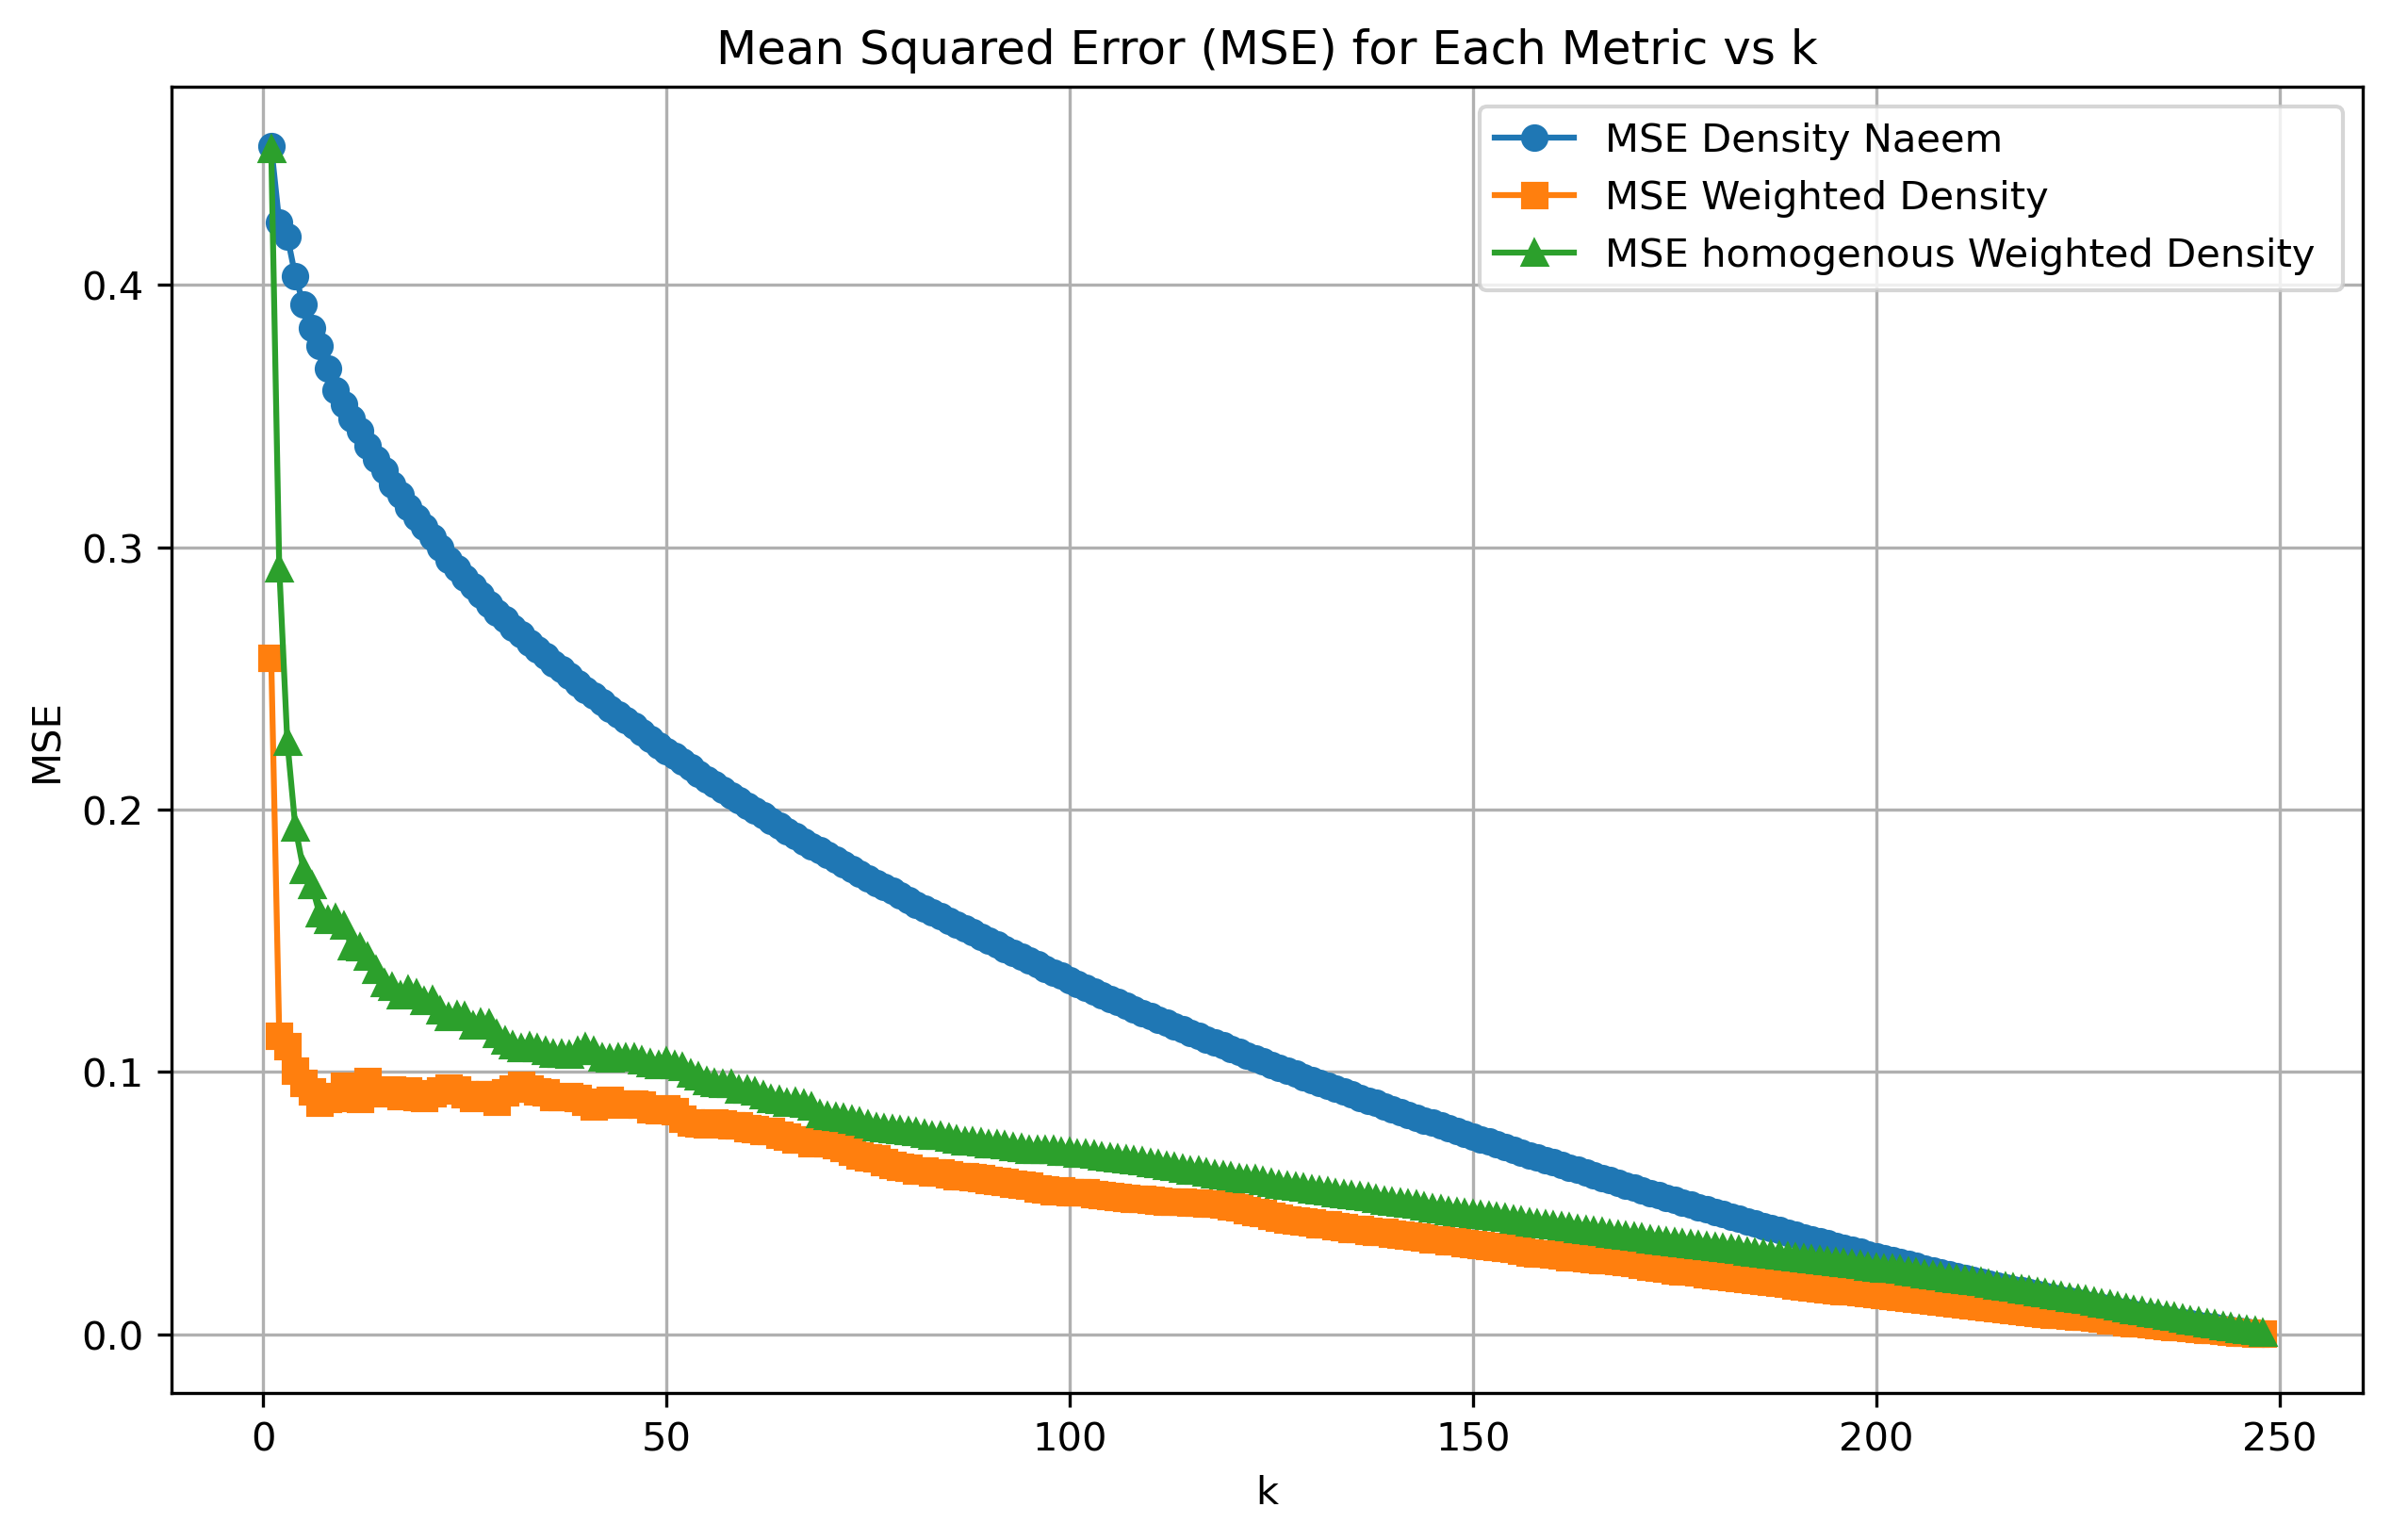 Mean Squared Error (MSE) for Each Metric vs k
MSE Density Naeem
MSE Weighted Density
MSE homogenous Weighted Density
MSE
0.4
0.3
0.2
0.1
0.0
0 50 100 150 200 250
k